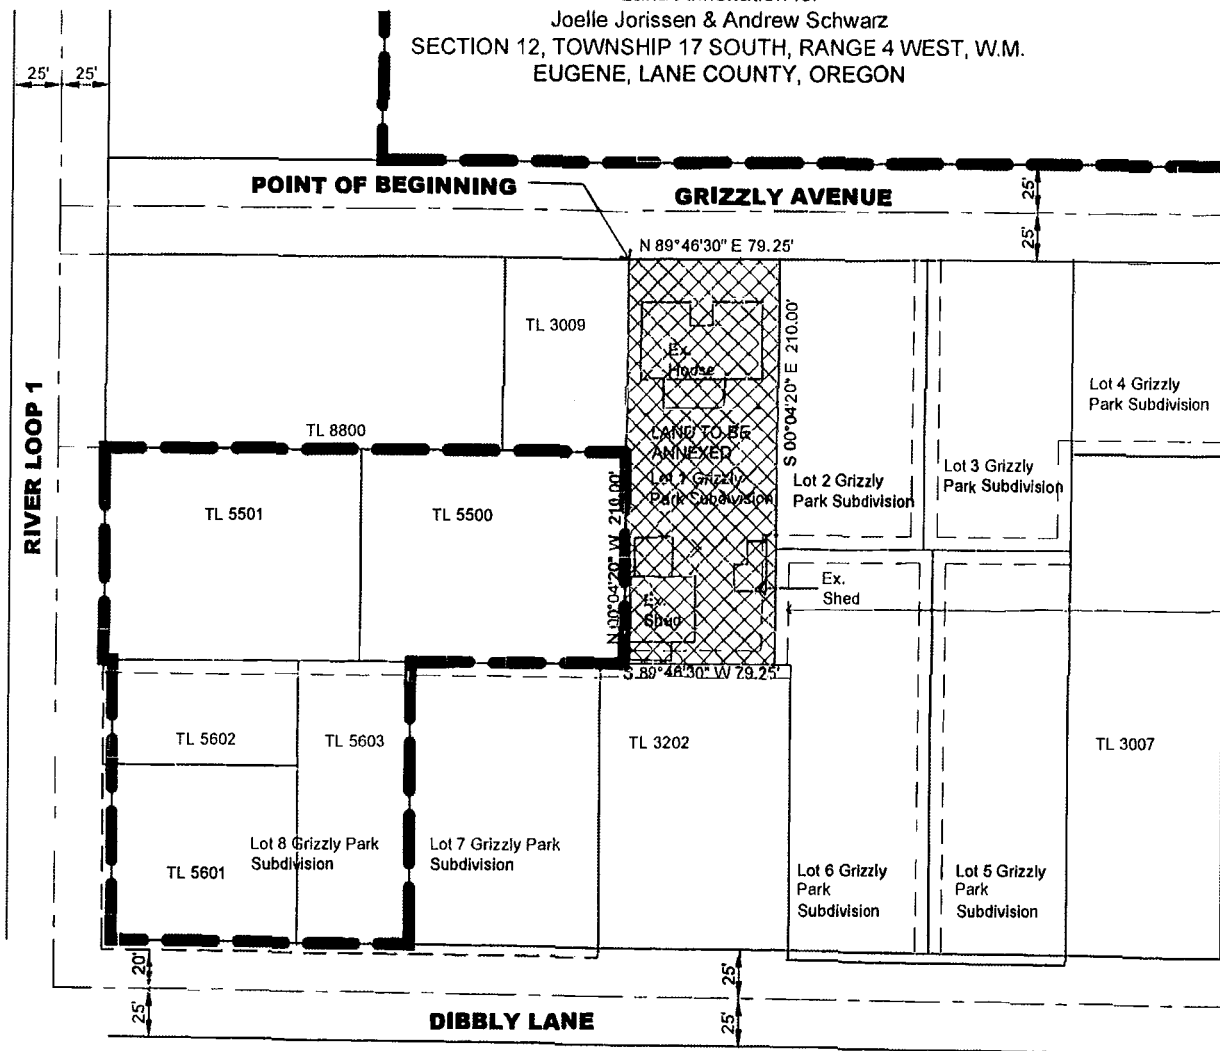 Joelle Jorissen & Andrew Schwarz
SECTION 12, TOWNSHIP 17 SOUTH, RANGE 4 WEST, W.M.
EUGENE, LANE COUNTY, OREGON
25'
25'
POINT OF BEGINNING
GRIZZLY AVENUE
25'
25'
N 89°46'30" E 79.25'
TL 3009
Ex.
House
S 00°04'20" E 210.00'
Lot 4 Grizzly
Park Subdivision
RIVER LOOP 1
TL 8800
LAND TO BE
ANNEXED
Lot 1 Grizzly
Park Subdivision
Lot 2 Grizzly
Park Subdivision
Lot 3 Grizzly
Park Subdivision
TL 5501
TL 5500
N 00°04'20" W 210.00'
Ex.
Shed
Ex.
Shed
S 89°46'30" W 79.25'
TL 5602
TL 5603
TL 3202
TL 3007
Lot 8 Grizzly Park
Subdivision
Lot 7 Grizzly Park
Subdivision
TL 5601
Lot 6 Grizzly
Park
Subdivision
Lot 5 Grizzly
Park
Subdivision
20'
25'
25'
25'
DIBBLY LANE